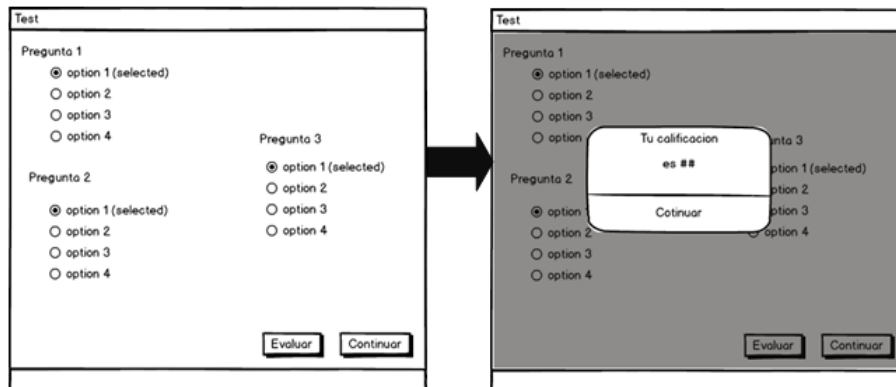 Test
Pregunta 1
option 1 (selected)
option 2
option 3
option 4
Pregunta 2
option 1 (selected)
option 2
option 3
option 4
Pregunta 3
option 1 (selected)
option 2
option 3
option 4
Evaluar
Continuar
Test
Pregunta 1
option 1 (selected)
option 2
option 3
option
Pregunta 2
option 1
option 2
option 3
option 4
Tu calificacion
es ##
Cotinuar
unta 3
ption 1 (selected)
ption 2
ption 3
option 4
Evaluar
Continuar